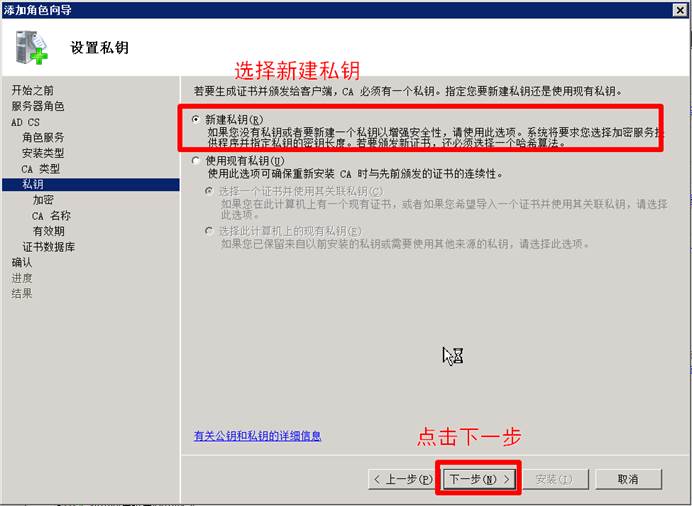 添加角色向导
设置私钥
选择新建私钥
开始之前
服务器角色
AD CS
角色服务
安装类型
CA 类型
私钥
加密
CA 名称
有效期
证书数据库
确认
进度
结果
若要生成证书并颁发给客户端，CA 必须有一个私钥。指定您要新建私钥还是使用现有私钥。
新建私钥(R)
如果您没有私钥或者要新建一个私钥以增强安全性，请使用此选项。系统将要求您选择加密服务提
供程序并指定私钥的密钥长度。若要颁发新证书，还必须选择一个哈希算法。
使用现有私钥(U)
使用此选项可确保重新安装 CA 时与先前颁发的证书的连续性。
选择一个证书并使用其关联私钥(C)
如果您在此计算机上有一个现有证书，或者如果您希望导入一个证书并使用其关联私钥，请选择
此选项。
选择此计算机上的现有私钥(E)
如果您已保留来自以前安装的私钥或需要使用其他来源的私钥，请选择此选项。
有关公钥和私钥的详细信息
点击下一步
< 上一步(P)
下一步(N) >
安装(I)
取消